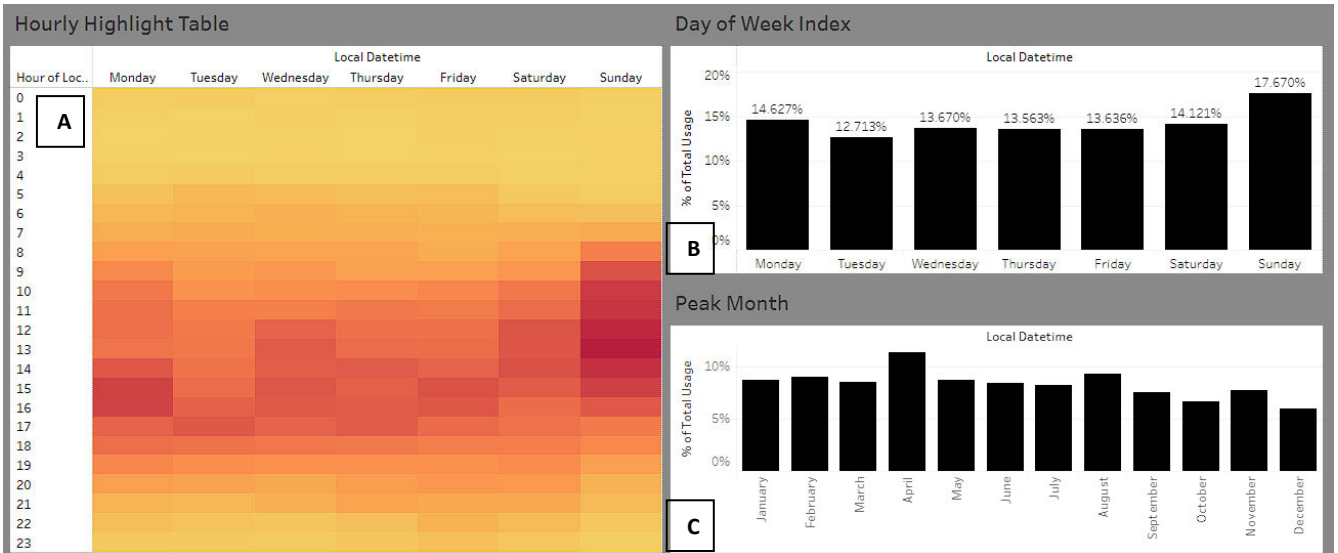 Hourly Highlight Table
Local Datetime
Hour of Loc.. Monday Tuesday Wednesday Thursday Friday Saturday Sunday
0
1
2
3
4
5
6
7
8
9
10
11
12
13
14
15
16
17
18
19
20
21
22
23
A
Day of Week Index
Local Datetime
% of Total Usage
20%
15%
10%
5%
0%
14.627% 12.713% 13.670% 13.563% 13.636% 14.121% 17.670%
Monday Tuesday Wednesday Thursday Friday Saturday Sunday
B
Peak Month
Local Datetime
% of Total Usage
10%
5%
0%
January February March April May June July August September October November December
C